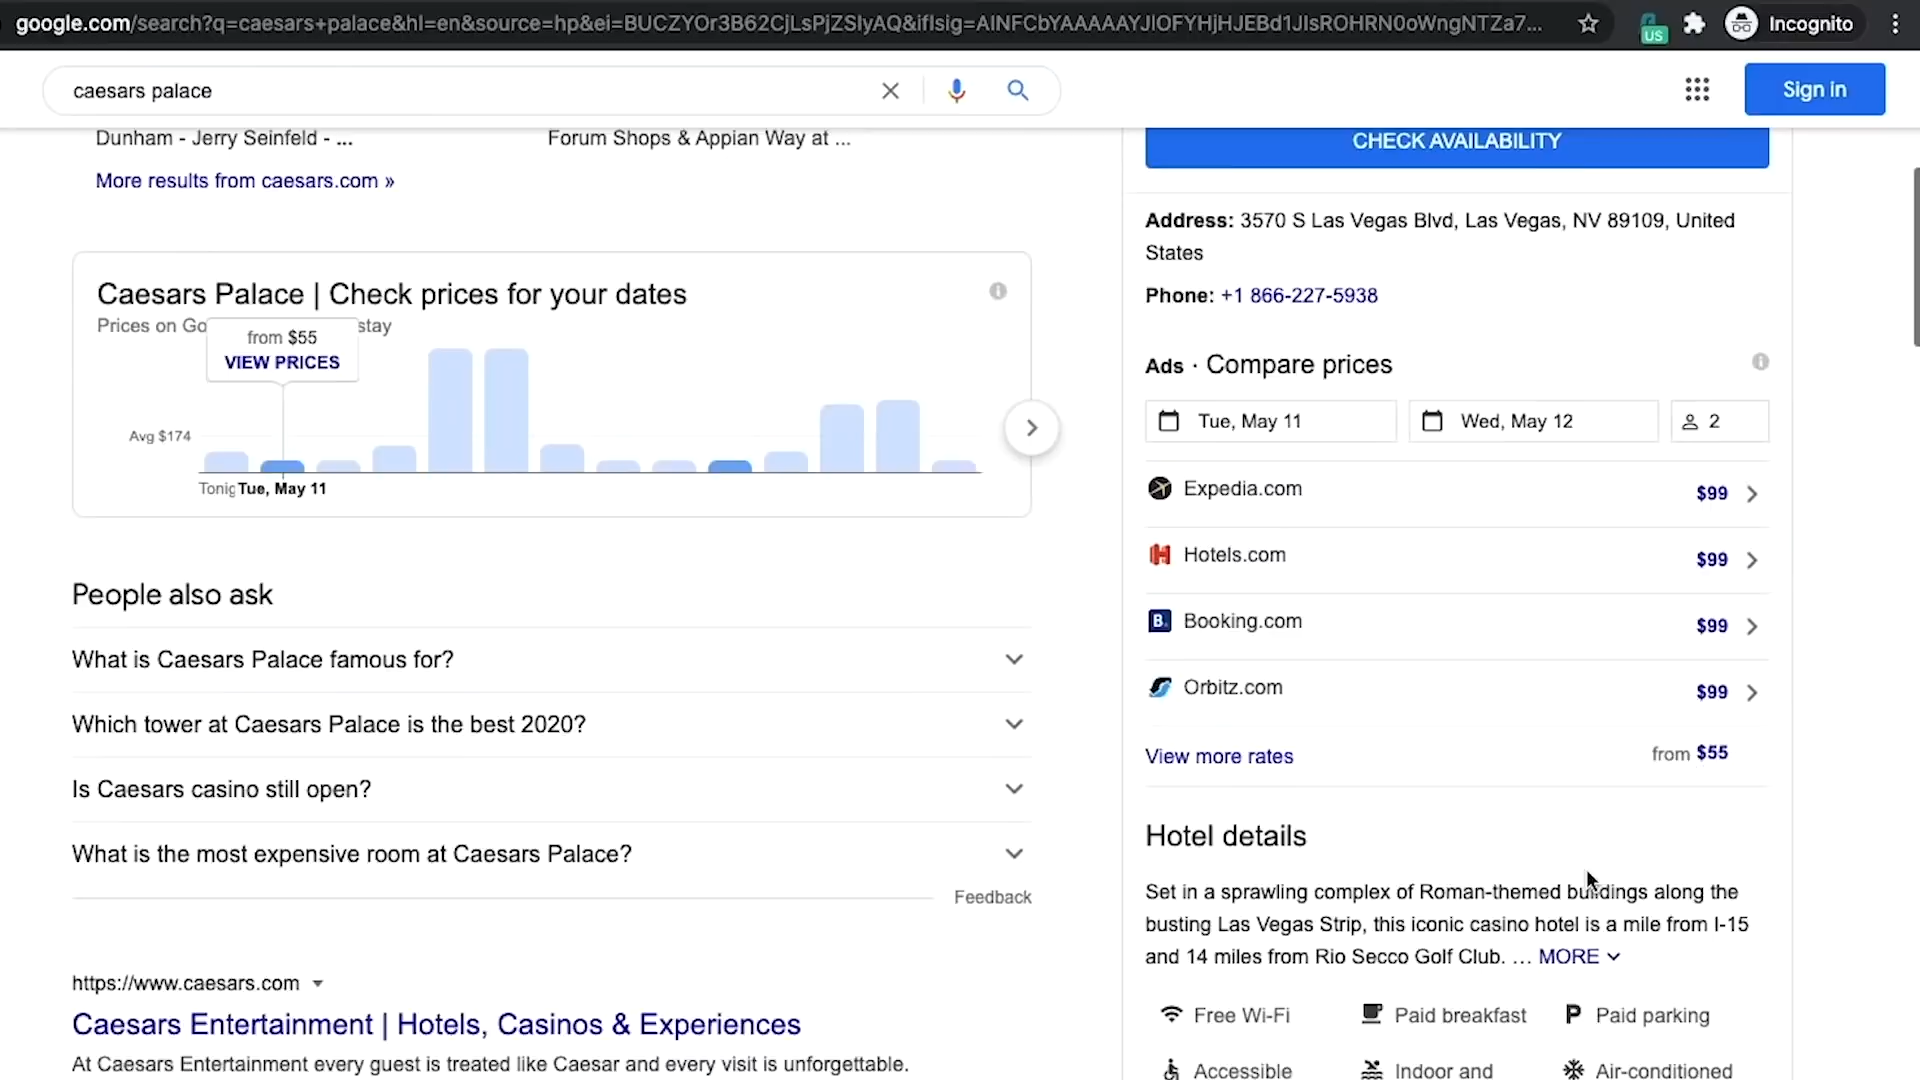 google.com/search?q=caesars+palace&hl=en&source=hp&ei=BUCZYOr3B62CjLsPjZSIyAQ&iflsig=AINFCbYAAAAAYJlOFYHjHJEBd1JlsROHRN0oWngNTZa7...
US
Incognito
caesars palace
Sign in
Dunham - Jerry Seinfeld - ...
Forum Shops & Appian Way at ...
More results from caesars.com »
Caesars Palace | Check prices for your dates
Prices on Go
stay
from $55
VIEW PRICES
Avg $174
Tonig
Tue, May 11
People also ask
What is Caesars Palace famous for?
Which tower at Caesars Palace is the best 2020?
Is Caesars casino still open?
What is the most expensive room at Caesars Palace?
Feedback
https://www.caesars.com
Caesars Entertainment | Hotels, Casinos & Experiences
At Caesars Entertainment every guest is treated like Caesar and every visit is unforgettable.
CHECK AVAILABILITY
Address: 3570 S Las Vegas Blvd, Las Vegas, NV 89109, United
States
Phone: +1 866-227-5938
Ads · Compare prices
Tue, May 11
Wed, May 12
2
Expedia.com
$99
Hotels.com
$99
B.
Booking.com
$99
Orbitz.com
$99
View more rates
from $55
Hotel details
Set in a sprawling complex of Roman-themed buildings along the
busting Las Vegas Strip, this iconic casino hotel is a mile from I-15
and 14 miles from Rio Secco Golf Club. ... MORE
Free Wi-Fi
Paid breakfast
P Paid parking
Accessible
Indoor and
Air-conditioned